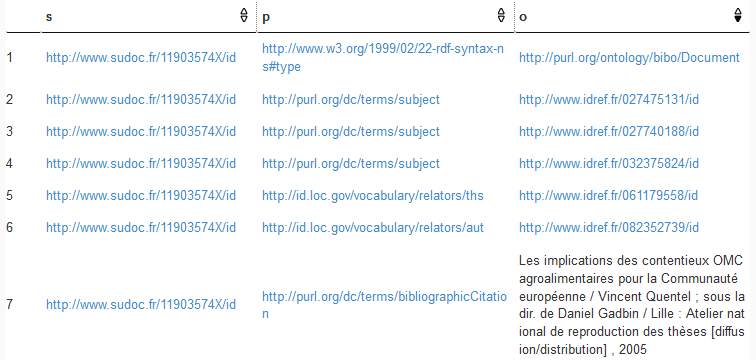 s p o
1 http://www.sudoc.fr/11903574X/id http://www.w3.org/1999/02/22-rdf-syntax-n
s#type http://purl.org/ontology/bibo/Document
2 http://www.sudoc.fr/11903574X/id http://purl.org/dc/terms/subject http://www.idref.fr/027475131/id
3 http://www.sudoc.fr/11903574X/id http://purl.org/dc/terms/subject http://www.idref.fr/027740188/id
4 http://www.sudoc.fr/11903574X/id http://purl.org/dc/terms/subject http://www.idref.fr/032375824/id
5 http://www.sudoc.fr/11903574X/id http://id.loc.gov/vocabulary/relators/ths http://www.idref.fr/061179558/id
6 http://www.sudoc.fr/11903574X/id http://id.loc.gov/vocabulary/relators/aut http://www.idref.fr/082352739/id
7 http://www.sudoc.fr/11903574X/id http://purl.org/dc/terms/bibliographicCitatio
n
Les implications des contentieux OMC
agroalimentaires pour la Communauté
européenne / Vincent Quentel ; sous la
dir. de Daniel Gadbin / Lille : Atelier nat
ional de reproduction des thèses [diffus
ion/distribution] , 2005